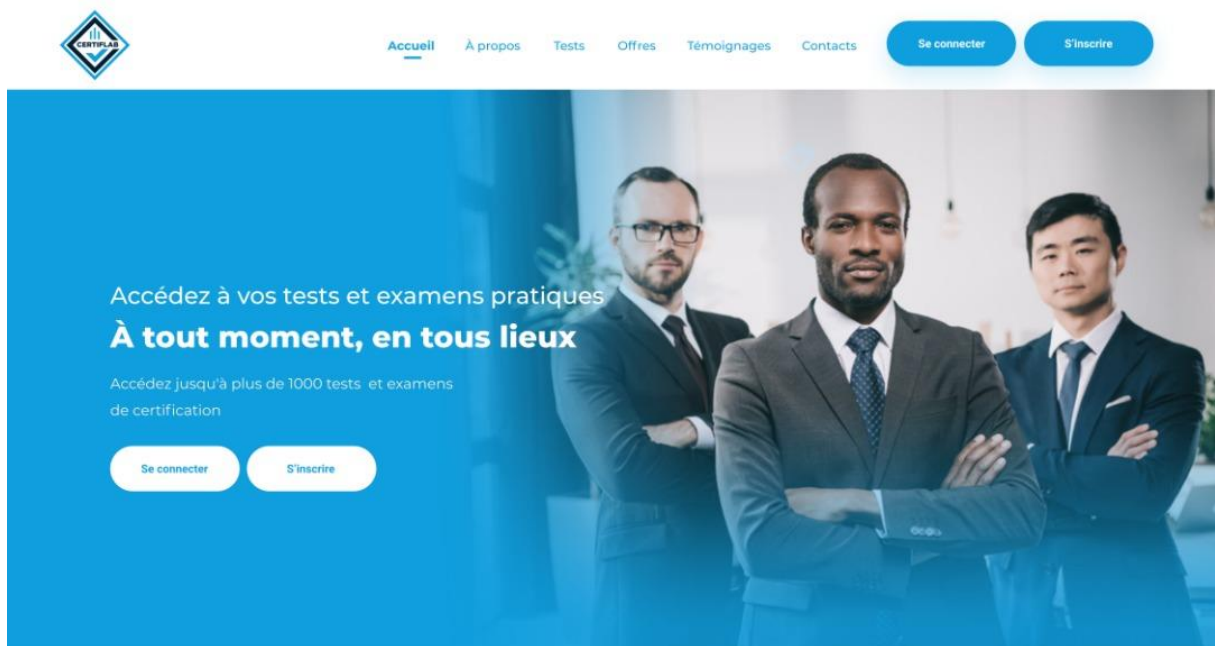 CERTIFLAB
Accueil À propos Tests Offres Témoignages Contacts Se connecter S'inscrire
Accédez à vos tests et examens pratiques
À tout moment, en tous lieux
Accédez jusqu'à plus de 1000 tests et examens
de certification
Se connecter S'inscrire